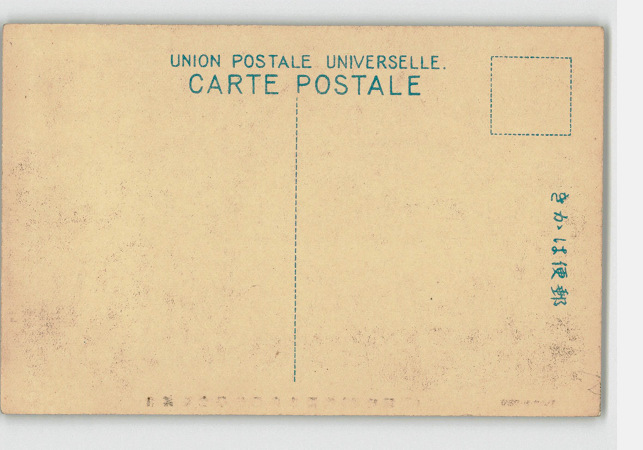 UNION POSTALE UNIVERSELLE.
CARTE POSTALE
きかは便郵